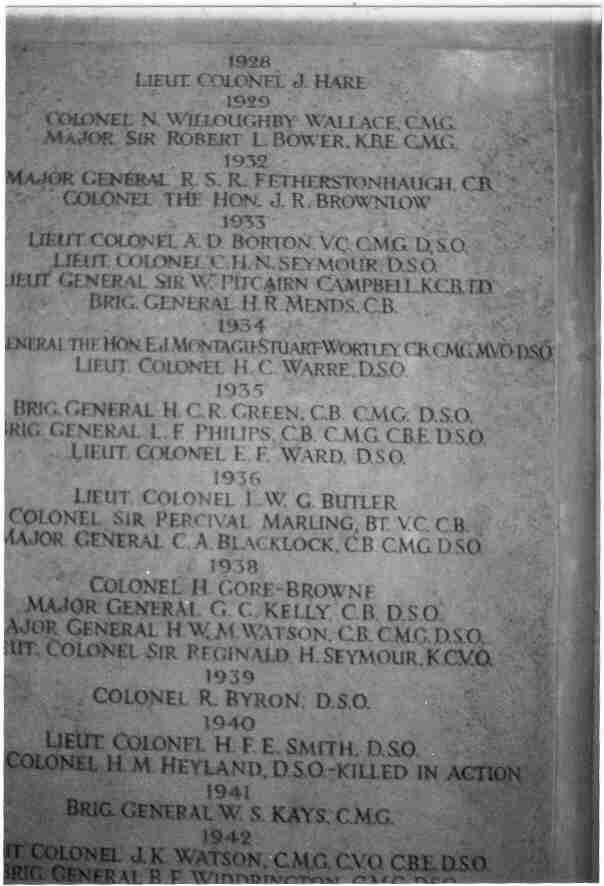 1928
LIEUT. COLONEL J. HARE
1929
COLONEL N. WILLOUGHBY WALLACE, C.M.G.
MAJOR SIR ROBERT L. BOWER, K.B.E. C.M.G.
1932
MAJOR GENERAL R. S. R. FETHERSTONHAUGH, C.B.
COLONEL THE HON. J. R. BROWNLOW
1933
LIEUT COLONEL A. D. BORTON. V.C. C.M.G. D.S.O.
LIEUT. COLONEL C. H. N. SEYMOUR, D.S.O.
LIEUT GENERAL SIR W. PITCAIRN CAMPBELL, K.C.B.
BRIG. GENERAL H. R. MENDS, C.B.
1934
GENERAL THE HON. E.J. MONTAGU-STUART-WORTLEY, C.B. C.M.G. M.V.O. D.S.O.
LIEUT. COLONEL H. C. WARRE, D.S.O.
1935
BRIG. GENERAL H. C. R. GREEN, C.B. C.M.G. D.S.O.
BRIG. GENERAL L. F. PHILIPS, C.B. C.M.G. C.B.E. D.S.O.
LIEUT. COLONEL E. F. WARD, D.S.O.
1936
LIEUT. COLONEL L. W. G. BUTLER
COLONEL SIR PERCIVAL MARLING, BT. V.C. C.B.
MAJOR GENERAL C. A. BLACKLOCK, C.B. C.M.G. D.S.O.
1938
COLONEL H. GORE-BROWNE
MAJOR GENERAL G. C. KELLY, C.B. D.S.O.
MAJOR GENERAL H. W. M. WATSON, C.B. C.M.G. D.S.O.
LIEUT. COLONEL SIR REGINALD H. SEYMOUR, K.C.V.O.
1939
COLONEL R. BYRON, D.S.O.
1940
LIEUT. COLONEL H. F. E. SMITH, D.S.O.
COLONEL H. M. HEYLAND, D.S.O.-KILLED IN ACTION
1941
BRIG. GENERAL W. S. KAYS, C.M.G.
1942
LIEUT COLONEL J. K. WATSON, C.M.G. C.V.O. C.B.E. D.S.O.
BRIG. GENERAL B. F. WIDDRINGTON, C.M.G. D.S.O.